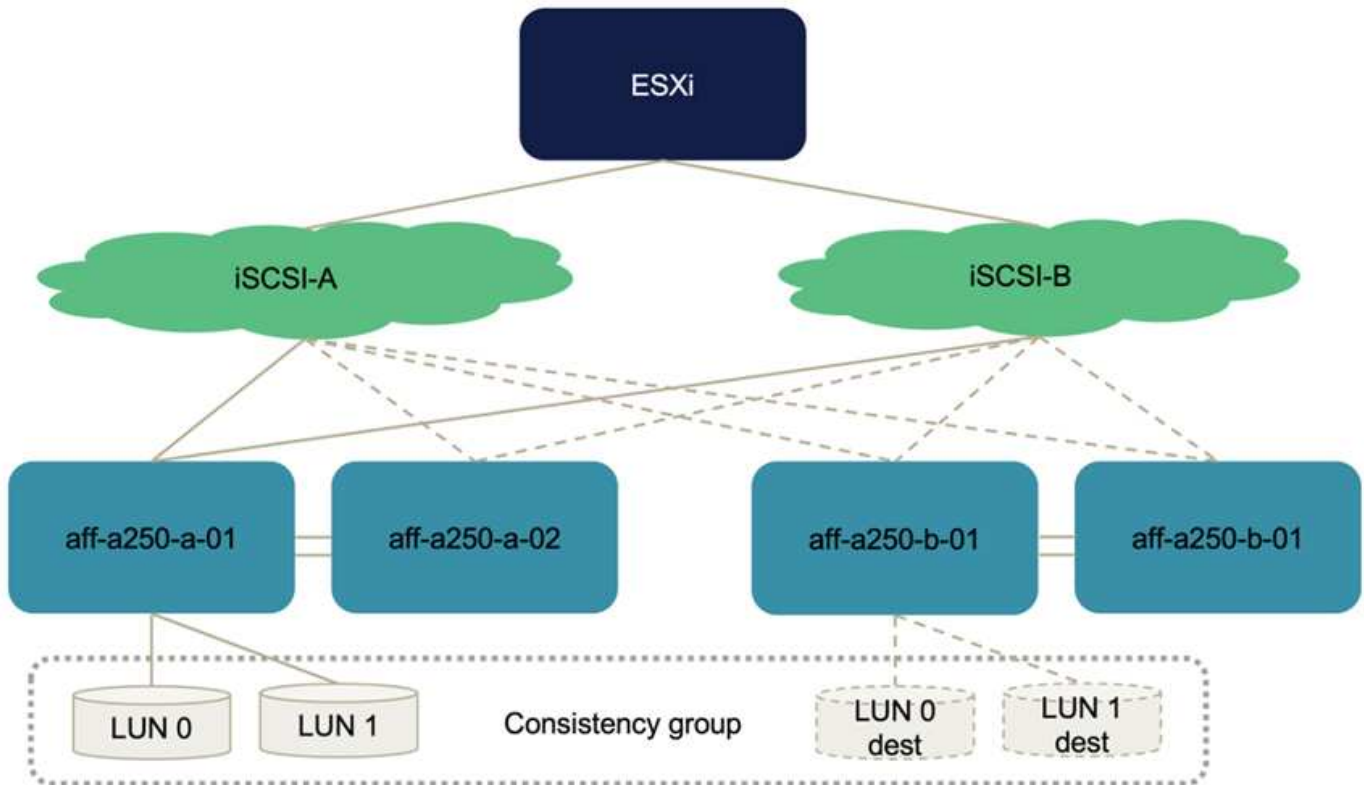 ESXi
iSCSI-A
iSCSI-B
aff-a250-a-01
aff-a250-a-02
aff-a250-b-01
aff-a250-b-01
LUN 0
LUN 1
Consistency group
LUN 0
dest
LUN 1
dest